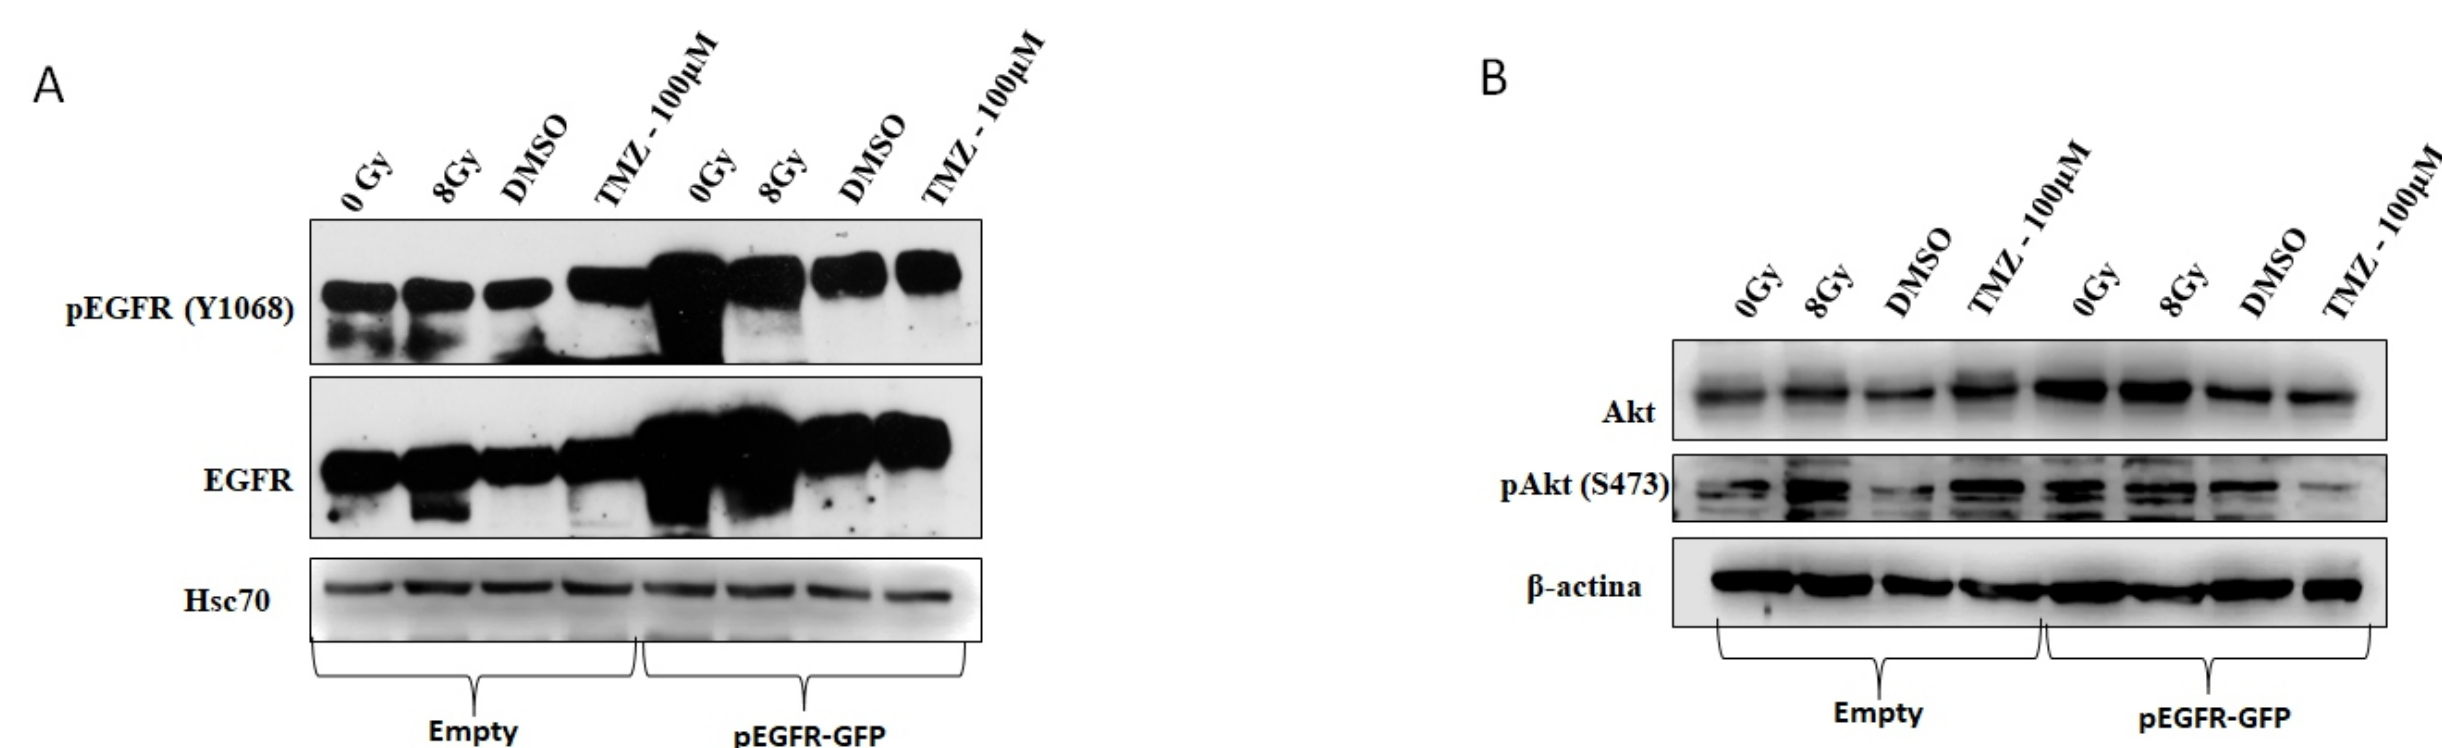 A
0 Gy
8Gy
DMSO
TMZ - 100µM
0Gy
8Gy
DMSO
TMZ - 100µM
pEGFR (Y1068)
EGFR
Hsc70
Empty
pEGFR-GFP
B
0Gy
8Gy
DMSO
TMZ - 100µM
0Gy
8Gy
DMSO
TMZ - 100µM
Akt
pAkt (S473)
β-actina
Empty
pEGFR-GFP